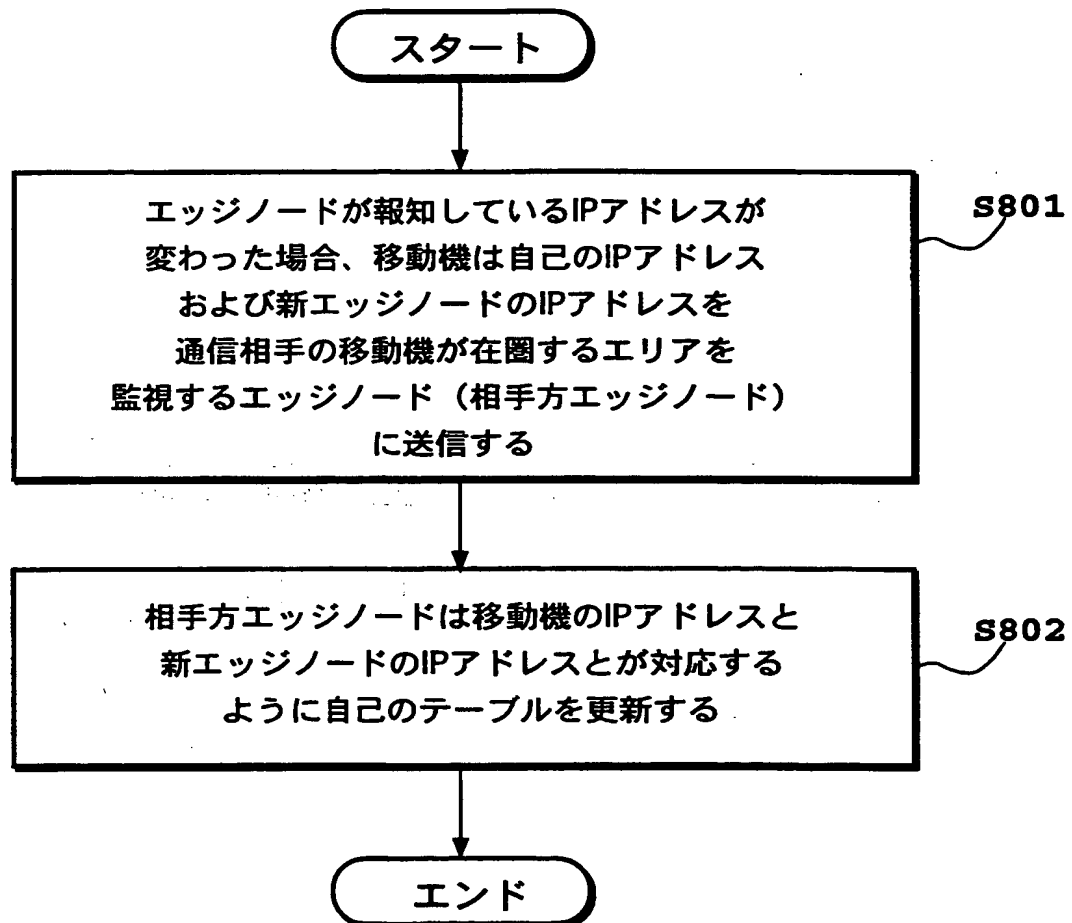 スタート
エッジノードが報知しているIPアドレスが
変わった場合、移動機は自己のIPアドレス
および新エッジノードのIPアドレスを
通信相手の移動機が在圏するエリアを
監視するエッジノード（相手方エッジノード）
に送信する
S801
相手方エッジノードは移動機のIPアドレスと
新エッジノードのIPアドレスとが対応する
ように自己のテーブルを更新する
S802
エンド